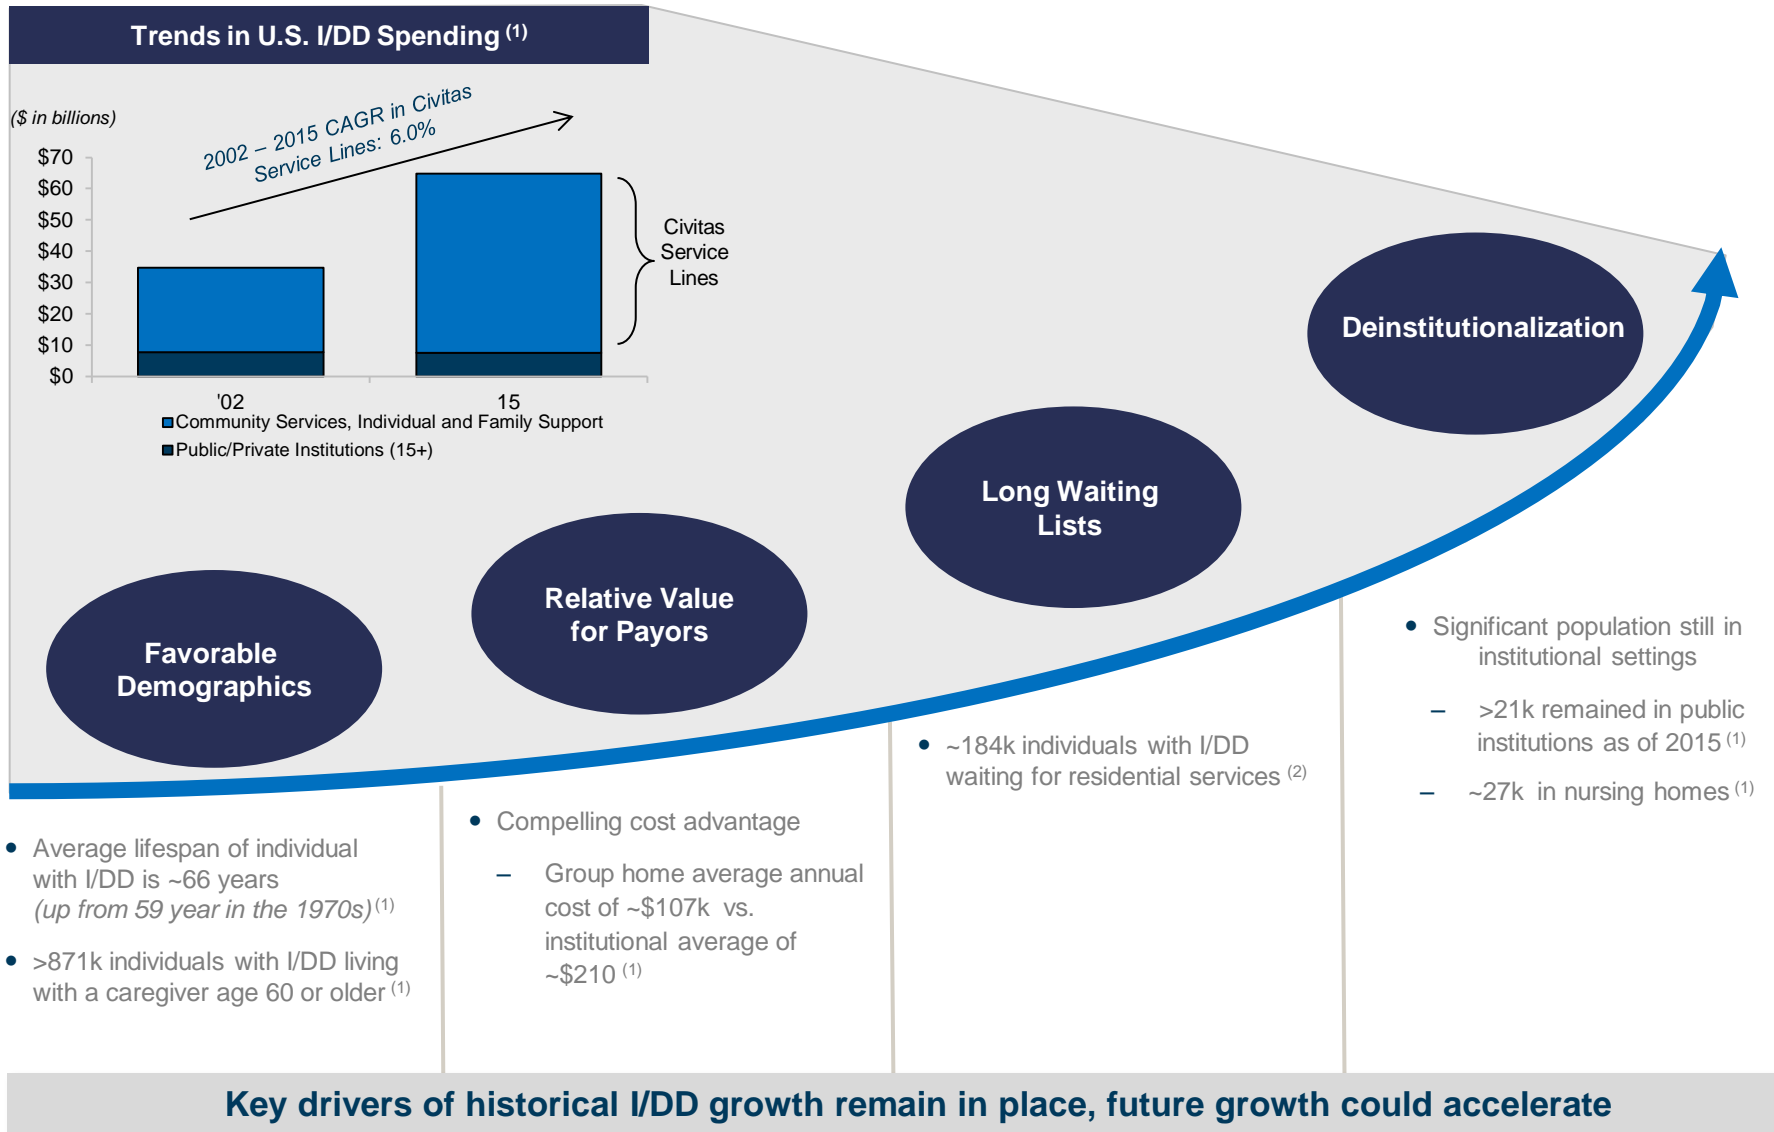 Trends in U.S. I/DD Spending (1)
($ in billions)
2002 – 2015 CAGR in Civitas
Service Lines: 6.0%
$70
$60
$50
$40
$30
$20
$10
$0
'02
15
Civitas
Service
Lines
Community Services, Individual and Family Support
Public/Private Institutions (15+)
Favorable
Demographics
Relative Value
for Payors
Long Waiting
Lists
Deinstitutionalization
• Average lifespan of individual
with I/DD is ~66 years
(up from 59 year in the 1970s) (1)
• >871k individuals with I/DD living
with a caregiver age 60 or older (1)
• Compelling cost advantage
– Group home average annual
cost of ~$107k vs.
institutional average of
~$210 (1)
• ~184k individuals with I/DD
waiting for residential services (2)
• Significant population still in
institutional settings
– >21k remained in public
institutions as of 2015 (1)
– ~27k in nursing homes (1)
Key drivers of historical I/DD growth remain in place, future growth could accelerate